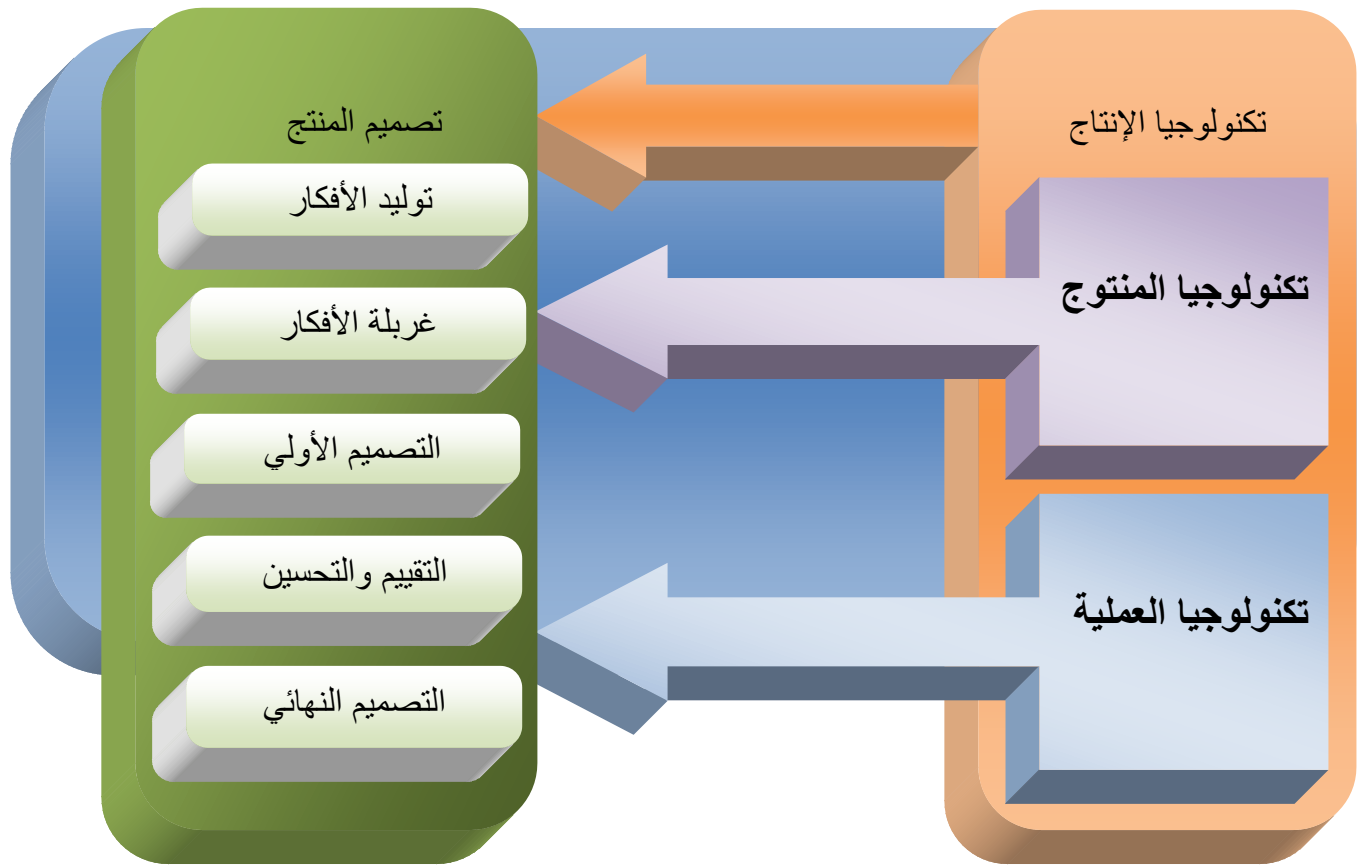 تكنولوجيا الإنتاج
تكنولوجيا المنتوج
تكنولوجيا العملية
تصميم المنتج
توليد الأفكار
غربلة الأفكار
التصميم الأولي
التقييم والتحسين
التصميم النهائي